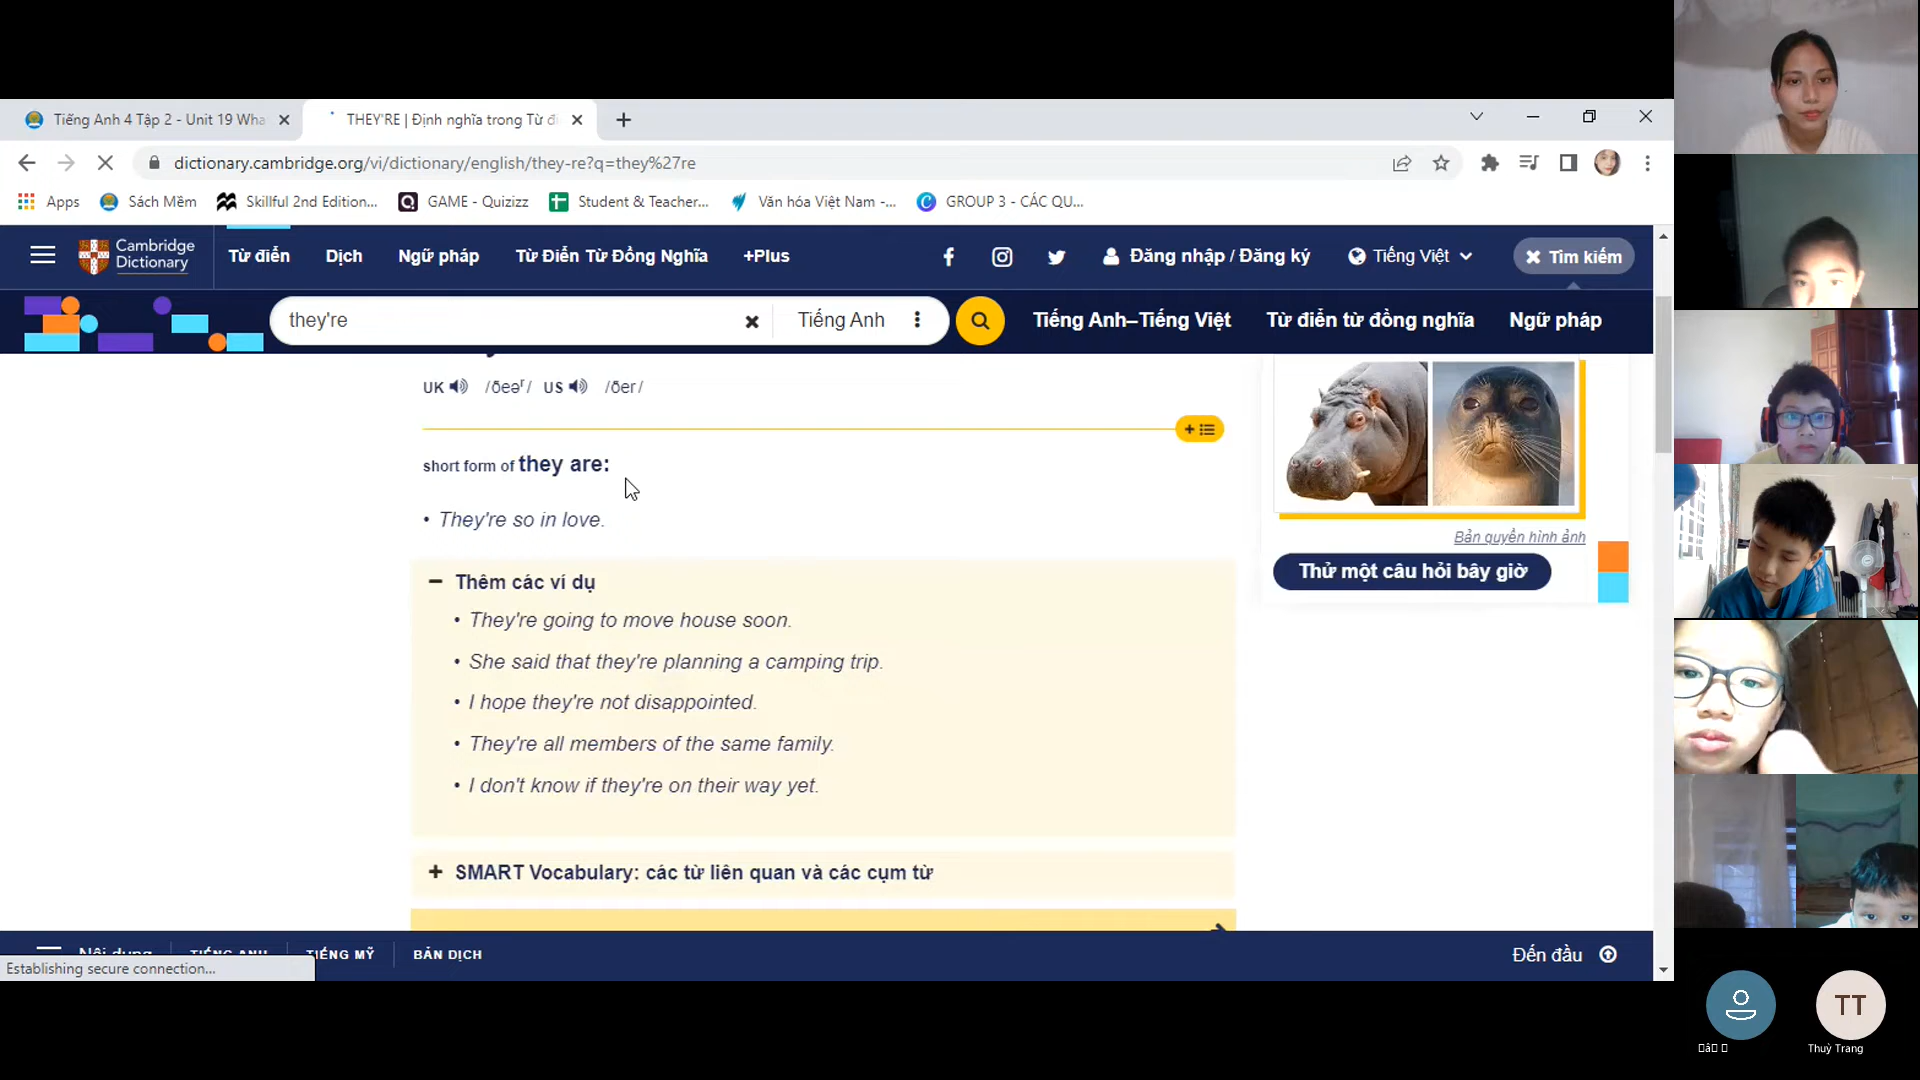 Tiếng Anh 4 Tập 2 - Unit 19 Wha
THEY'RE | Định nghĩa trong Từ đi
dictionary.cambridge.org/vi/dictionary/english/they-re?q=they%27re
Apps
Sách Mềm
Skillful 2nd Edition...
GAME - Quizizz
Student & Teacher...
Văn hóa Việt Nam -...
GROUP 3 - CÁC QU...
Cambridge
Dictionary
Từ điển
Dịch
Ngữ pháp
Từ Điển Từ Đồng Nghĩa
+Plus
Đăng nhập / Đăng ký
Tiếng Việt
Tìm kiếm
they're
Tiếng Anh
Tiếng Anh–Tiếng Việt
Từ điển từ đồng nghĩa
Ngữ pháp
UK /ðeəʳ/ US /ðer/
short form of they are:
• They're so in love.
Bản quyền hình ảnh
Thử một câu hỏi bây giờ
Thêm các ví dụ
• They're going to move house soon.
• She said that they're planning a camping trip.
• I hope they're not disappointed.
• They're all members of the same family.
• I don't know if they're on their way yet.
+ SMART Vocabulary: các từ liên quan và các cụm từ
Nội dung
TIẾNG ANH
TIẾNG MỸ
BẢN DỊCH
Đến đầu
Establishing secure connection...
TT
Thuỳ Trang